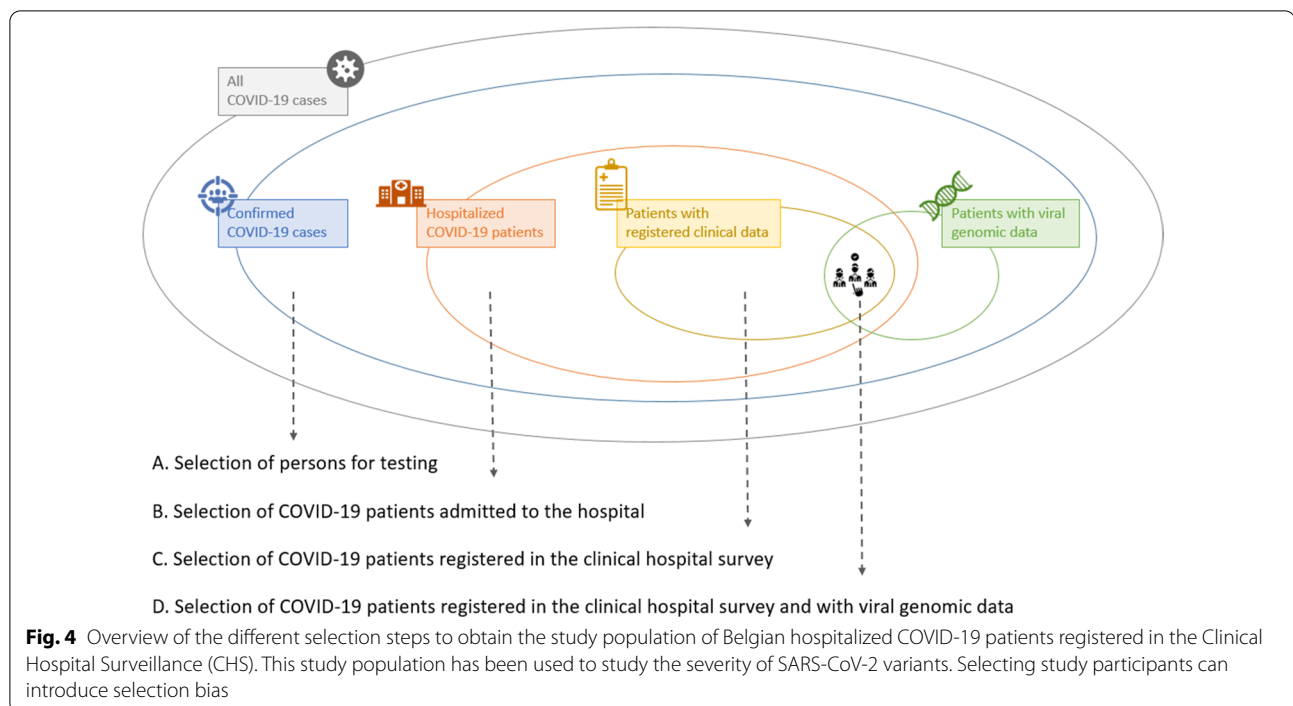 All
COVID-19 cases
Confirmed
COVID-19 cases
Hospitalized
COVID-19 patients
Patients with
registered clinical data
Patients with viral
genomic data
A. Selection of persons for testing
B. Selection of COVID-19 patients admitted to the hospital
C. Selection of COVID-19 patients registered in the clinical hospital survey
D. Selection of COVID-19 patients registered in the clinical hospital survey and with viral genomic data
Fig. 4 Overview of the different selection steps to obtain the study population of Belgian hospitalized COVID-19 patients registered in the Clinical
Hospital Surveillance (CHS). This study population has been used to study the severity of SARS-CoV-2 variants. Selecting study participants can
introduce selection bias